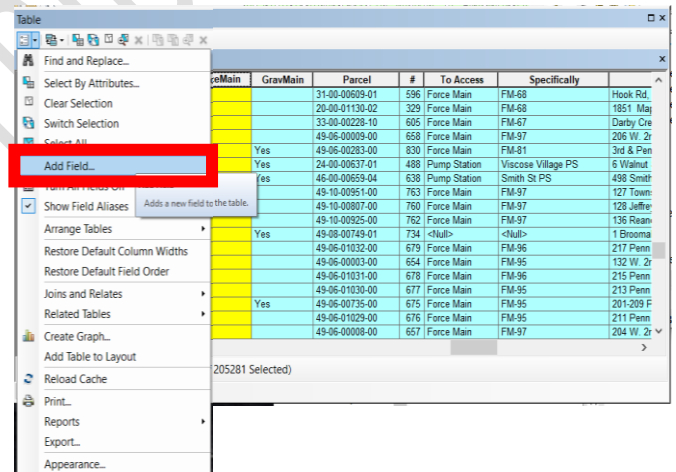 Table
Find and Replace...
Select By Attributes...
Clear Selection
Switch Selection
Select All
Add Field...
Turn All Fields On
Adds a new field to the table.
Show Field Aliases
Arrange Tables
Restore Default Column Widths
Restore Default Field Order
Joins and Relates
Related Tables
Create Graph...
Add Table to Layout
Reload Cache
Print...
Reports
Export...
Appearance...
ceMain GravMain Parcel # To Access Specifically
31-00-00609-01 596 Force Main FM-68 Hook Rd,
20-00-01130-02 329 Force Main FM-68 1851 Map
33-00-00228-10 605 Force Main FM-67 Darby Cre
49-06-00009-00 658 Force Main FM-97 206 W. 2n
Yes 49-06-00283-00 830 Force Main FM-81 3rd & Pen
Yes 24-00-00637-01 488 Pump Station Viscose Village PS 6 Walnut
Yes 46-00-00659-04 638 Pump Station Smith St PS 498 Smith
49-10-00951-00 763 Force Main FM-97 127 Town
49-10-00807-00 760 Force Main FM-97 128 Jeffre
49-10-00925-00 762 Force Main FM-97 136 Rean
Yes 49-08-00749-01 734 <Null> <Null> 1 Brooma
49-06-01032-00 679 Force Main FM-96 217 Penn
49-06-00003-00 654 Force Main FM-95 132 W. 2n
49-06-01031-00 678 Force Main FM-96 215 Penn
49-06-01030-00 677 Force Main FM-95 213 Penn
Yes 49-06-00735-00 675 Force Main FM-95 201-209 P
49-06-01029-00 676 Force Main FM-95 211 Penn
49-06-00008-00 657 Force Main FM-97 204 W. 2n
205281 Selected)